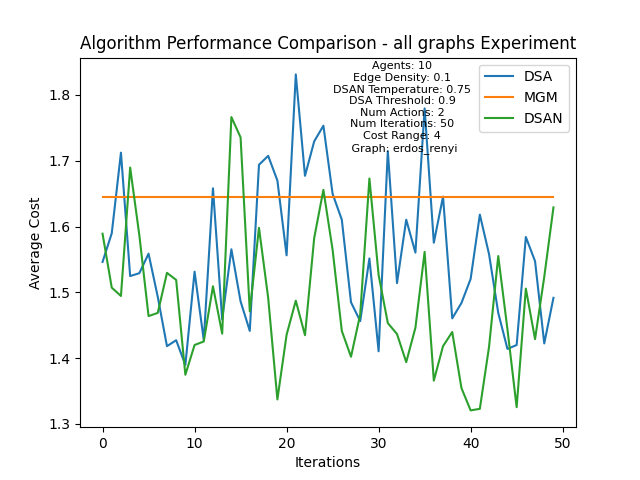 Algorithm Performance Comparison - all graphs Experiment
Agents: 10
Edge Density: 0.1
DSAN Temperature: 0.75
DSA Threshold: 0.9
Num Actions: 2
Num Iterations: 50
Cost Range: 4
Graph: erdos_renyi
DSA
MGM
DSAN
Average Cost
1.8
1.7
1.6
1.5
1.4
1.3
0
10
20
30
40
50
Iterations